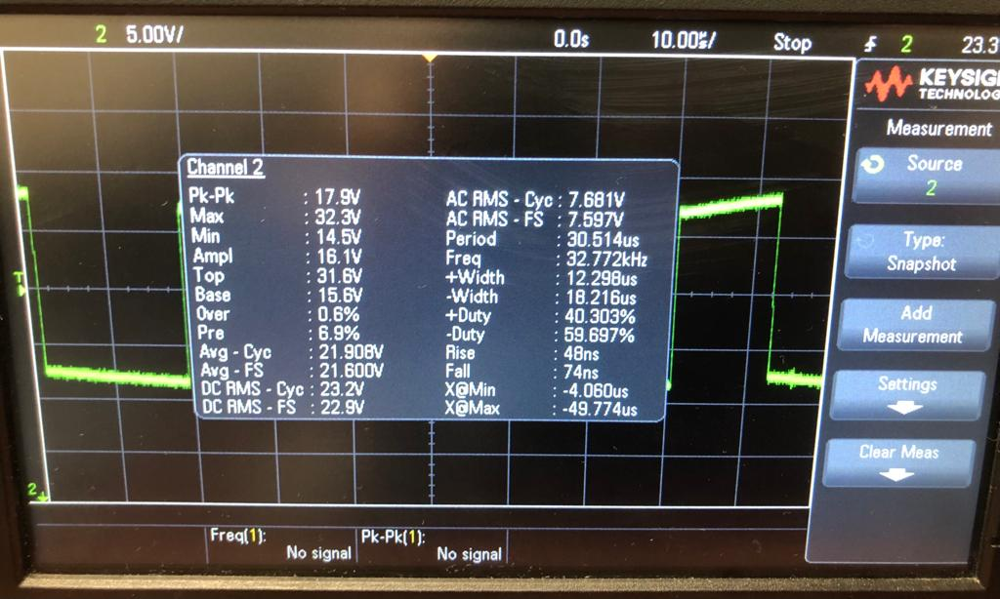 2 5.00V/ 0.0s 10.00us/ Stop 2 23.3
KEYSIG
TECHNOLOG
Measurement
Source
2
Type:
Snapshot
Add
Measurement
Settings
Clear Meas
Channel 2
Pk-Pk : 17.9V
Max : 32.3V
Min : 14.5V
Ampl : 16.1V
Top : 31.6V
Base : 15.6V
Over : 0.6%
Pre : 6.9%
Avg - Cyc : 21.908V
Avg - FS : 21.600V
DC RMS - Cyc : 23.2V
DC RMS - FS : 22.9V
AC RMS - Cyc : 7.681V
AC RMS - FS : 7.597V
Period : 30.514us
Freq : 32.772kHz
+Width : 12.298us
-Width : 18.216us
+Duty : 40.303%
-Duty : 59.697%
Rise : 48ns
Fall : 74ns
X@Min : -4.060us
X@Max : -49.774us
T
2
Freq(1):
No signal
Pk-Pk(1):
No signal